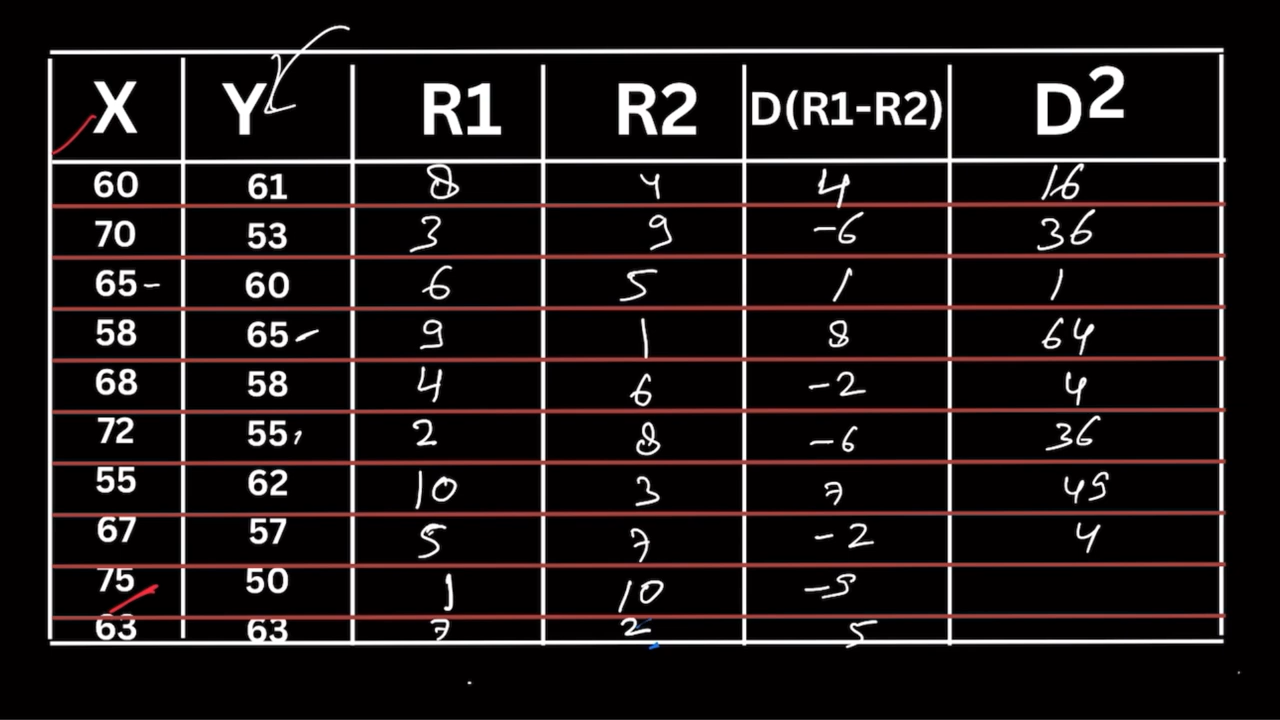 X Y R1 R2 D(R1-R2) D2
60 61 8 4 4 16
70 53 3 9 -6 36
65- 60 6 5 1 1
58 65 9 1 8 64
68 58 4 6 -2 4
72 55, 2 8 -6 36
55 62 10 3 7 49
67 57 5 7 -2 4
75 50 1 10 -9
63 63 7 2 5